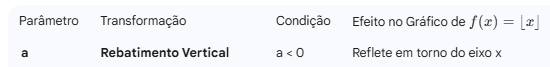 Parâmetro Transformação Condição Efeito no Gráfico de f(x) = ⌊x⌋
a Rebatimento Vertical a < 0 Reflete em torno do eixo x